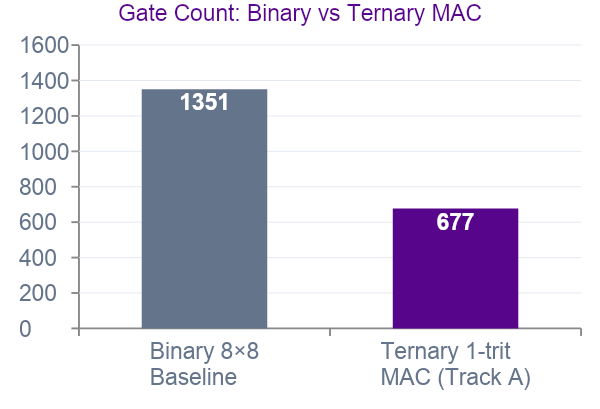 Gate Count: Binary vs Ternary MAC
1600
1400
1351
1200
1000
800
677
600
400
200
0
Binary 8×8
Baseline
Ternary 1-trit
MAC (Track A)